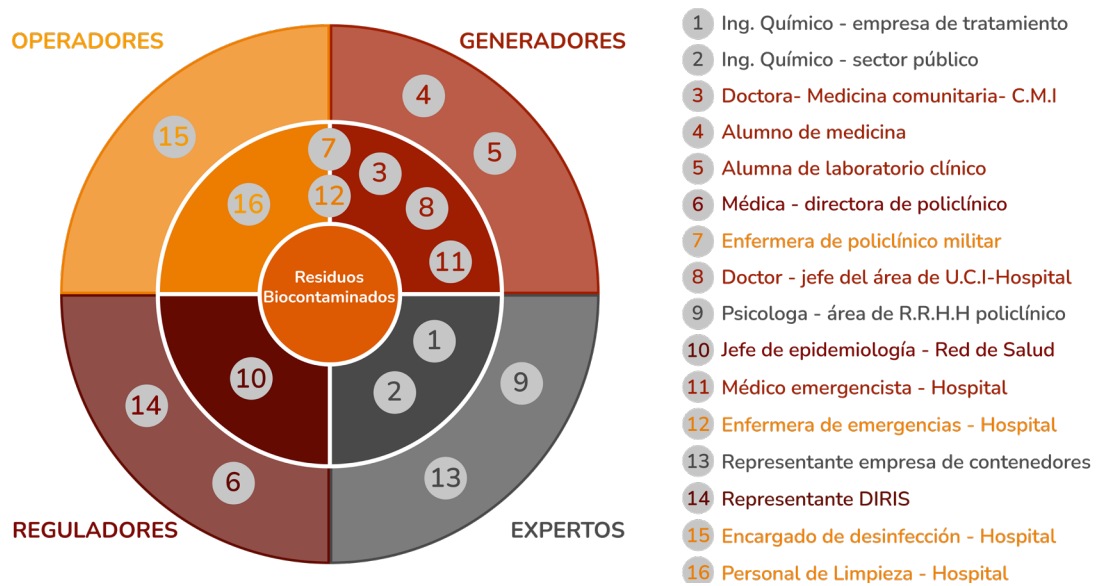 OPERADORES
GENERADORES
4
15
5
7
3
16
12
8
11
Residuos
Biocontaminados
1
10
2
9
14
6
13
REGULADORES
EXPERTOS
1 Ing. Químico - empresa de tratamiento
2 Ing. Químico - sector público
3 Doctora- Medicina comunitaria- C.M.I
4 Alumno de medicina
5 Alumna de laboratorio clínico
6 Médica - directora de policlínico
7 Enfermera de policlínico militar
8 Doctor - jefe del área de U.C.I-Hospital
9 Psicologa - área de R.R.H.H policlínico
10 Jefe de epidemiología - Red de Salud
11 Médico emergencista - Hospital
12 Enfermera de emergencias - Hospital
13 Representante empresa de contenedores
14 Representante DIRIS
15 Encargado de desinfección - Hospital
16 Personal de Limpieza - Hospital